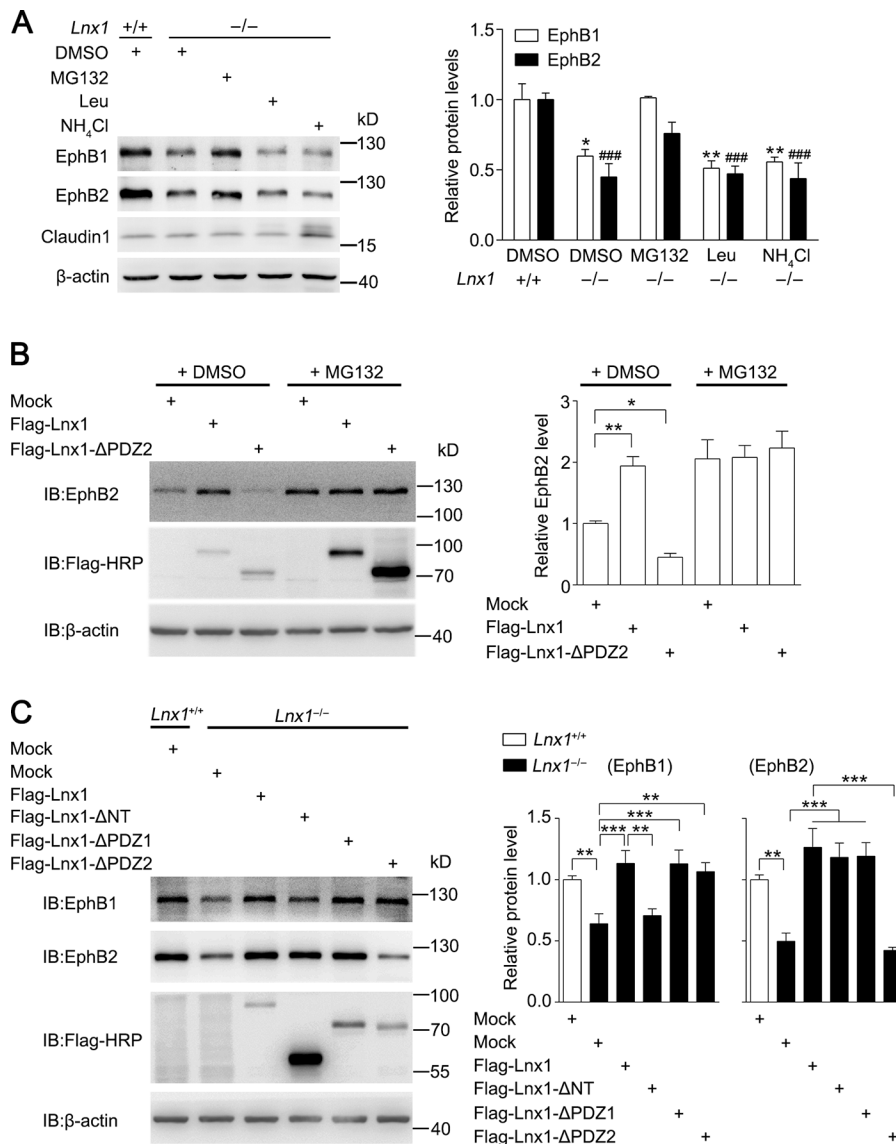 A
Lnx1 +/+ –/–
DMSO + +
MG132 +
Leu +
NH4Cl + kD
EphB1 130
EphB2 130
Claudin1 15
β-actin 40
Relative protein levels
EphB1
EphB2
1.5
1.0
0.5
0.0
* ### ** ### ** ###
DMSO DMSO MG132 Leu NH4Cl
Lnx1 +/+ –/– –/– –/– –/–
B
+ DMSO + MG132
Mock + +
Flag-Lnx1 + +
Flag-Lnx1-ΔPDZ2 + + kD
IB:EphB2 130
100
IB:Flag-HRP 100
70
IB:β-actin 40
Relative EphB2 level
+ DMSO + MG132
3
2
1
0
*
**
Mock + +
Flag-Lnx1 + +
Flag-Lnx1-ΔPDZ2 + +
C
Lnx1+/+ Lnx1–/–
Mock +
Mock +
Flag-Lnx1 +
Flag-Lnx1-ΔNT +
Flag-Lnx1-ΔPDZ1 +
Flag-Lnx1-ΔPDZ2 + kD
IB:EphB1 130
IB:EphB2 130
IB:Flag-HRP 100
70
55
IB:β-actin 40
Relative protein level
Lnx1+/+
Lnx1–/– (EphB1) (EphB2)
1.5
1.0
0.5
0.0
**
***
** *** **
***
***
**
Mock + +
Mock + +
Flag-Lnx1 + +
Flag-Lnx1-ΔNT + +
Flag-Lnx1-ΔPDZ1 + +
Flag-Lnx1-ΔPDZ2 + +